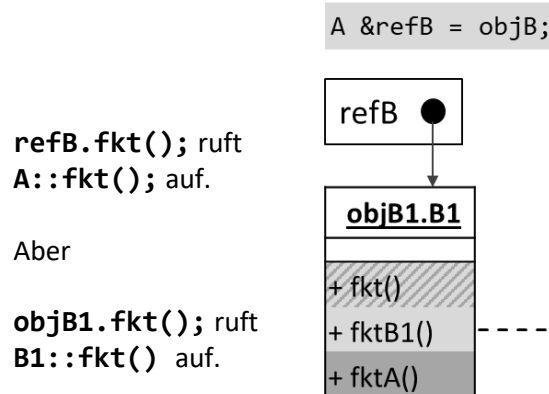 A &refB = objB;
refB
refB.fkt(); ruft
A::fkt(); auf.
Aber
objB1.fkt(); ruft
B1::fkt() auf.
objB1.B1
+ fkt()
+ fktB1()
+ fktA()